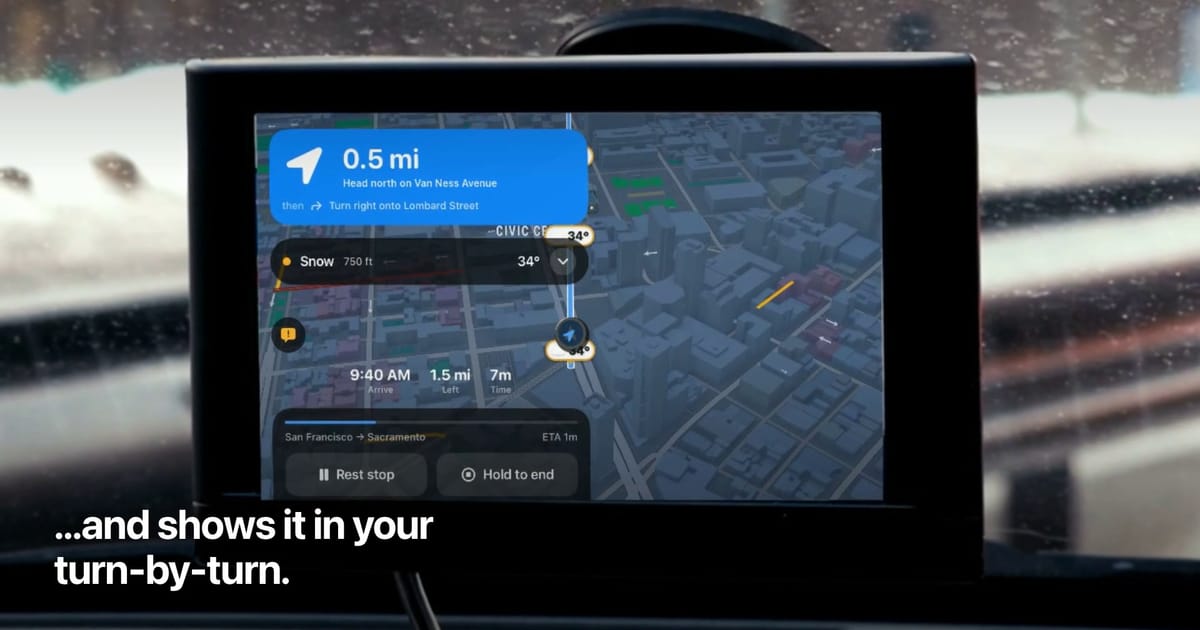 0.5 mi
Head north on Van Ness Avenue
then Turn right onto Lombard Street
CIVIC CE
34°
Snow 750 ft 34°
34°
9:40 AM 1.5 mi 7m
Arrive Left Time
San Francisco → Sacramento ETA 1m
Rest stop Hold to end
...and shows it in your
turn-by-turn.